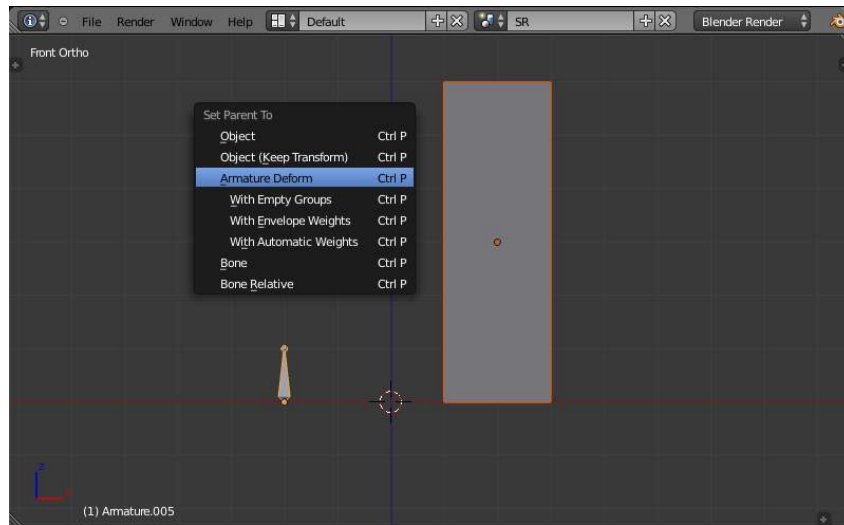 File Render Window Help Default SR Blender Render
Front Ortho
Set Parent To
Object Ctrl P
Object (Keep Transform) Ctrl P
Armature Deform Ctrl P
With Empty Groups Ctrl P
With Envelope Weights Ctrl P
With Automatic Weights Ctrl P
Bone Ctrl P
Bone Relative Ctrl P
z
x
(1) Armature.005